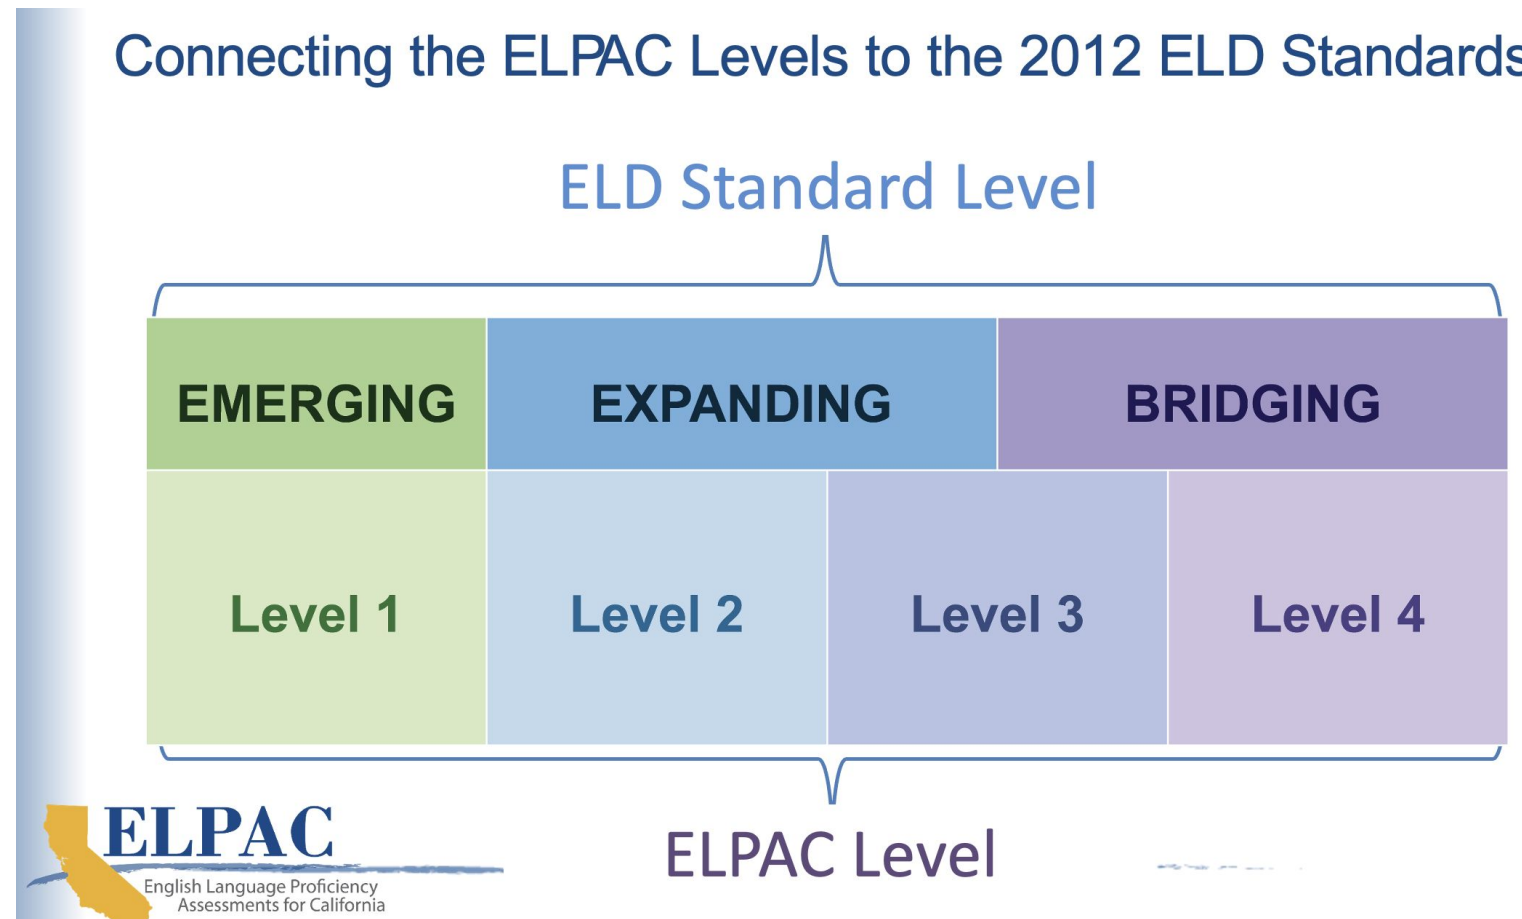 Connecting the ELPAC Levels to the 2012 ELD Standards
ELD Standard Level
EMERGING EXPANDING BRIDGING
Level 1 Level 2 Level 3 Level 4
ELPAC Level
ELPAC
English Language Proficiency
Assessments for California